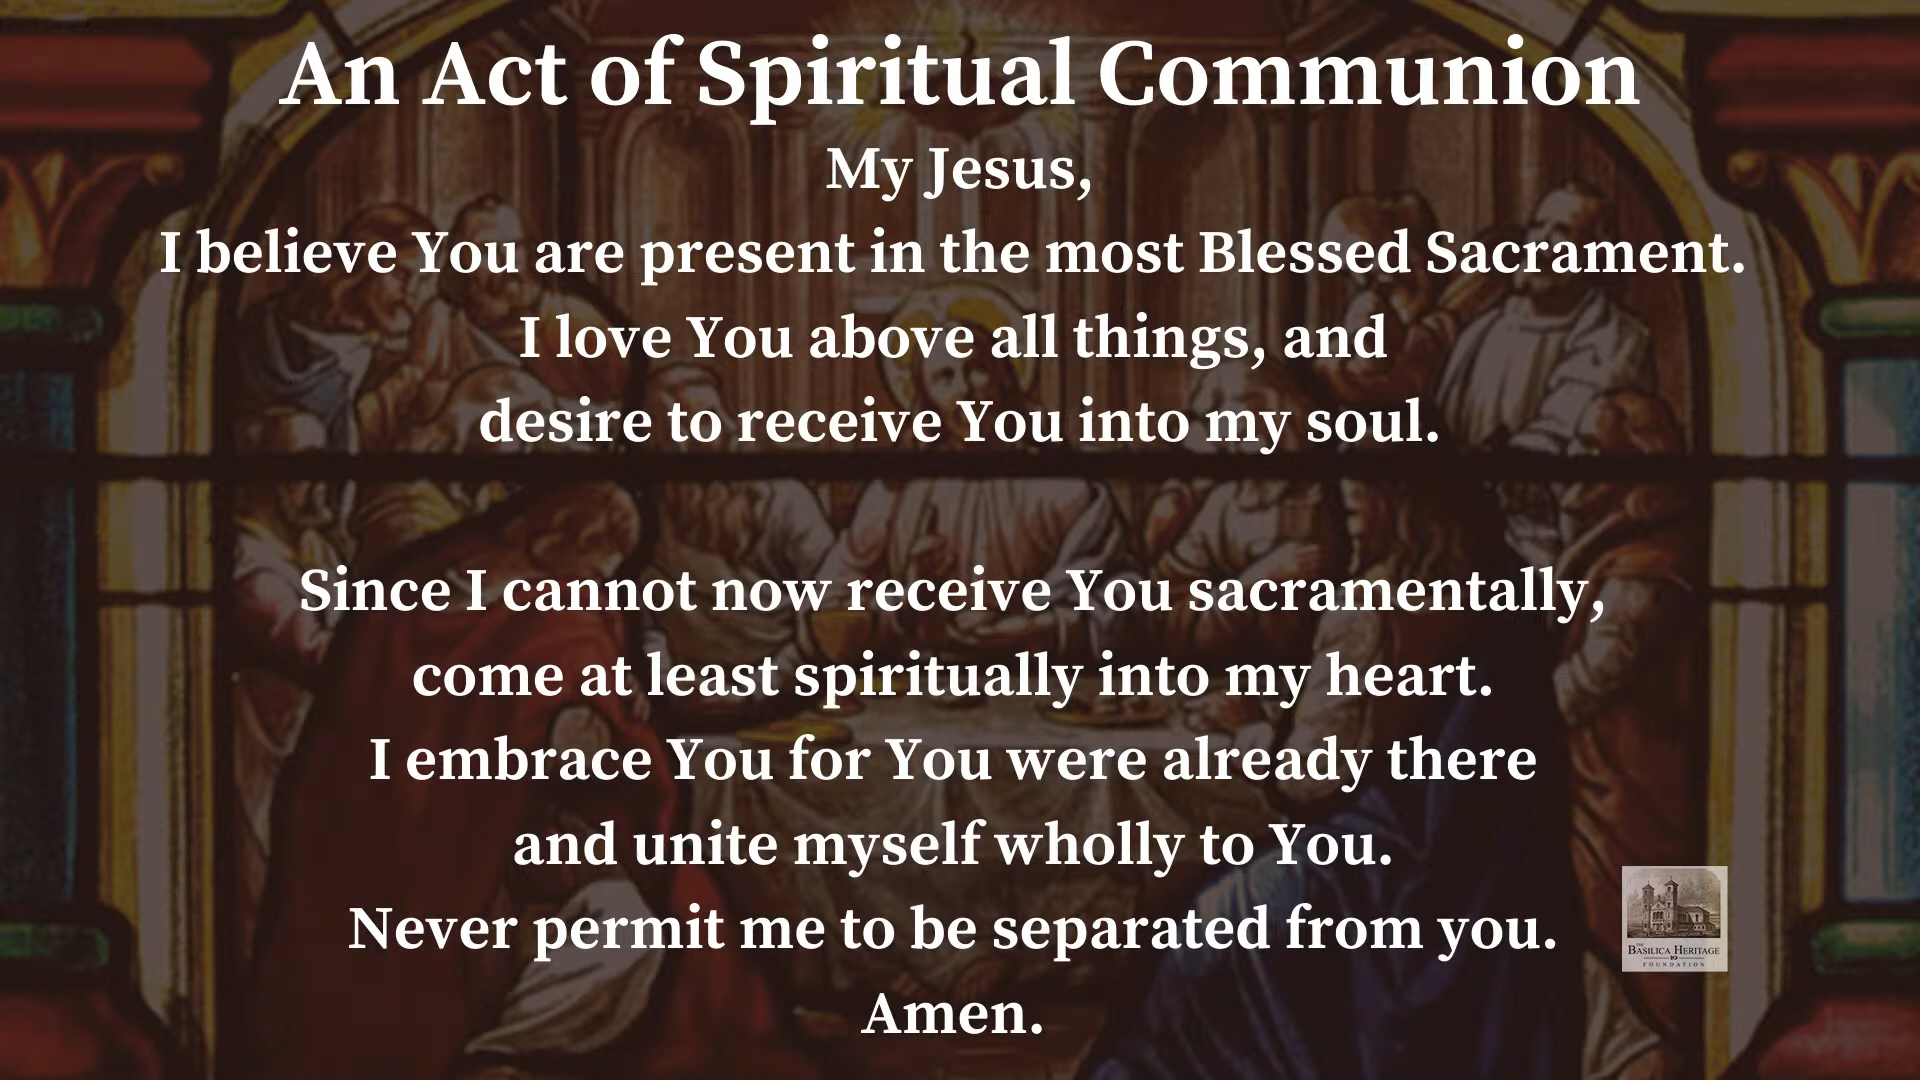 An Act of Spiritual Communion
My Jesus,
I believe You are present in the most Blessed Sacrament.
I love You above all things, and
desire to receive You into my soul.
Since I cannot now receive You sacramentally,
come at least spiritually into my heart.
I embrace You for You were already there
and unite myself wholly to You.
Never permit me to be separated from you.
Amen.
THE
BASILICA HERITAGE
FOUNDATION